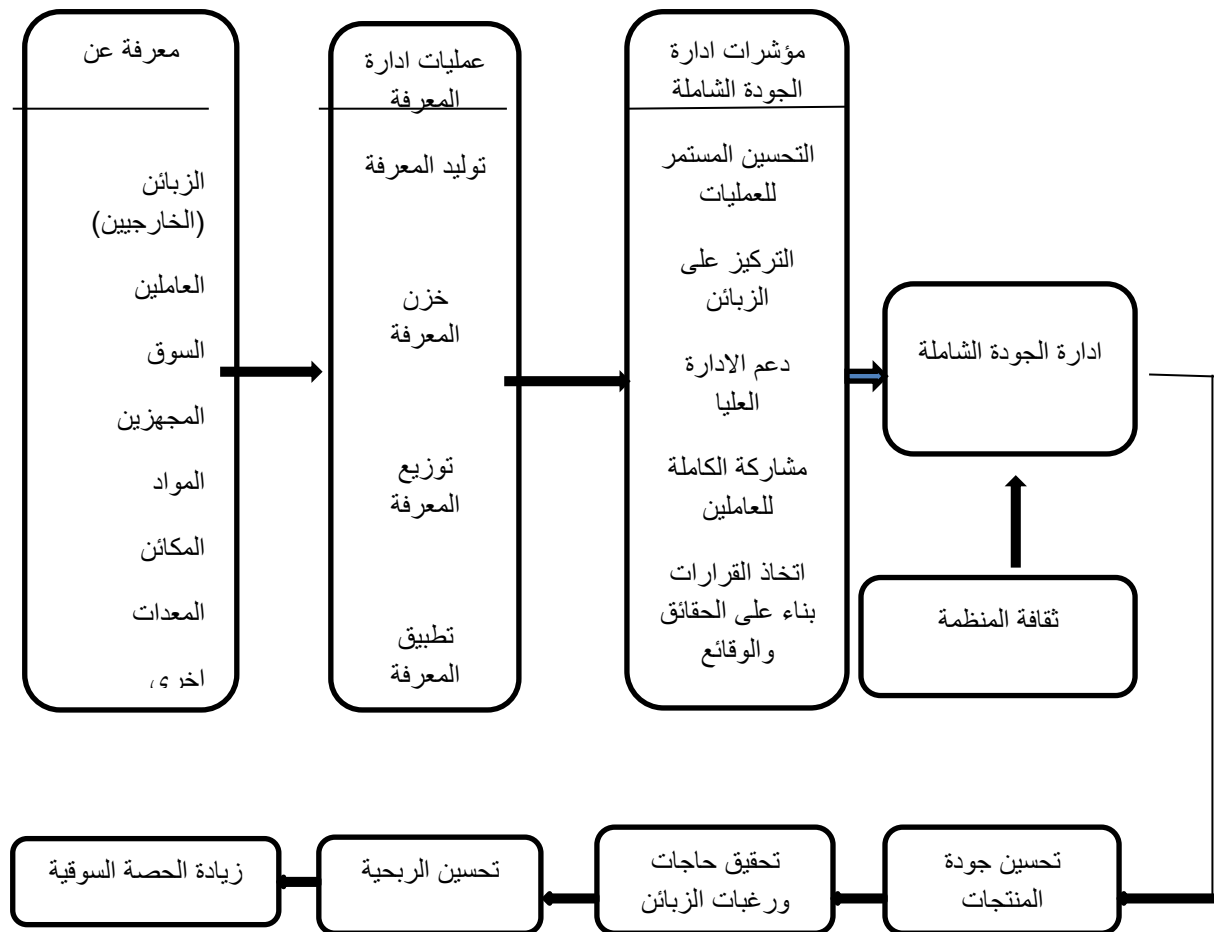 معرفة عن
الزبائن
(الخارجيين)
العاملين
السوق
المجهزين
المواد
المكائن
المعدات
اخرى
عمليات ادارة
المعرفة
توليد المعرفة
خزن
المعرفة
توزيع
المعرفة
تطبيق
المعرفة
مؤشرات ادارة
الجودة الشاملة
التحسين المستمر
للعمليات
التركيز على
الزبائن
دعم الادارة
العليا
مشاركة الكاملة
للعاملين
اتخاذ القرارات
بناء على الحقائق
والوقائع
ادارة الجودة الشاملة
ثقافة المنظمة
تحسين جودة
المنتجات
تحقيق حاجات
ورغبات الزبائن
تحسين الربحية
زيادة الحصة السوقية